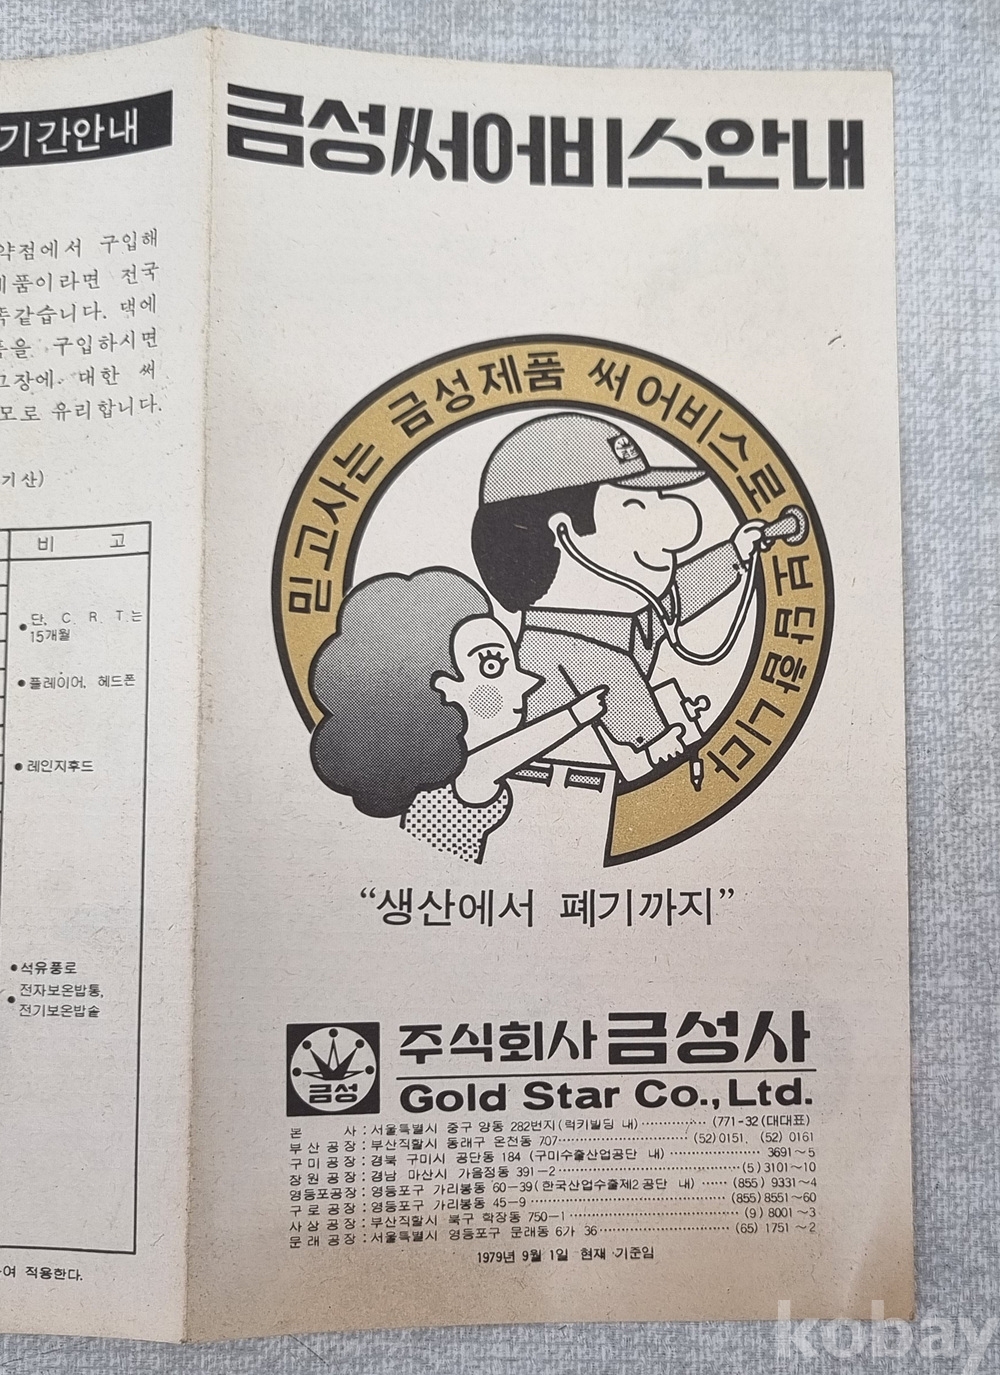 기간안내
약점에서 구입해
제품이라면 전국
똑같습니다. 댁에
구입하시면
고장에 대한 써
모로 유리합니다.
기산)
비 고
●단, C. R. T.는
15개월
●플레이어, 헤드폰
●레인지후드
●석유풍로
●전자보온밥통,
전기보온밥솥
여 적용한다.
금성써어비스안내
믿고사는 금성제품 써어비스로 보답합니다
금성
“생산에서 폐기까지”
금성
주식회사 금성사
Gold Star Co., Ltd.
본 사 : 서울특별시 중구 양동 282번지(럭키빌딩 내) (771-32(대대표)
부산공장 : 부산직할시 동래구 온천동 707 (52)0151, (52) 0161
구미공장 : 경북 구미시 공단동 184 (구미수출산업공단 내) 3691~5
장원공장 : 경남 마산시 가음정동 391-2 (5)3101~10
영등포공장 : 영등포구 가리봉동 60-39(한국산업수출제2공단 내) (855) 9331~4
구로공장 : 영등포구 가리봉동 45-9 (855)8551~60
사상공장 : 부산직할시 북구 학장동 750-1 (9) 8001~3
문래공장 : 서울특별시 영등포구 문래동 6가 36 (65) 1751~2
1979년 9월 1일 현재 기준임
kobay